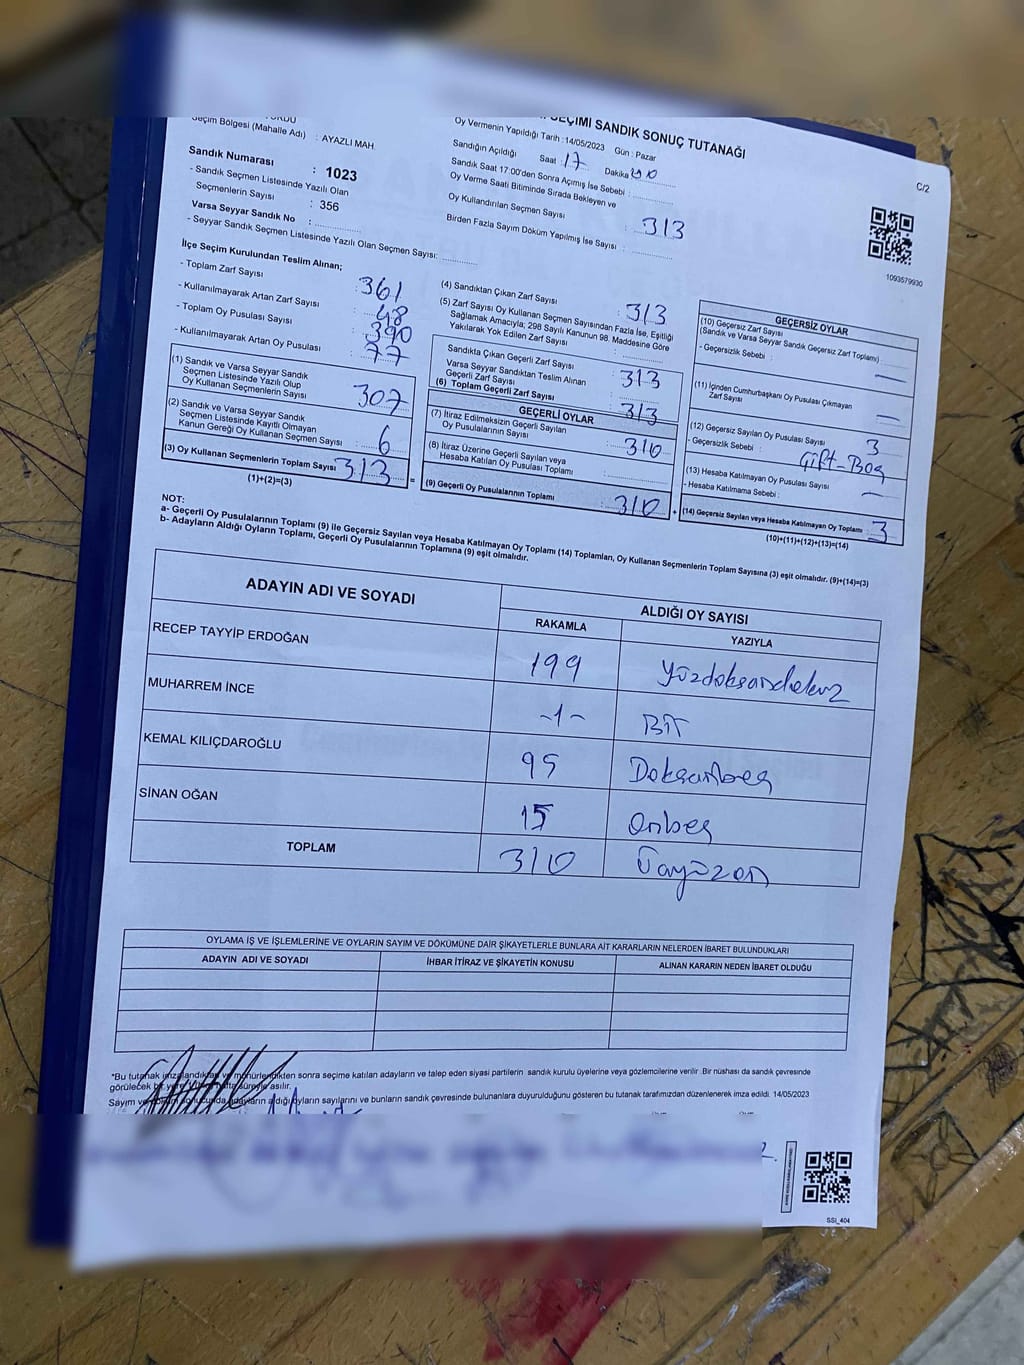 SEÇİMİ SANDIK SONUÇ TUTANAĞI
C/2
Seçim Bölgesi (Mahalle Adı) : AYAZLI MAH.
Sandık Numarası : 1023
- Sandık Seçmen Listesinde Yazılı Olan
Seçmenlerin Sayısı : 356
Varsa Seyyar Sandık No :
- Seyyar Sandık Seçmen Listesinde Yazılı Olan Seçmen Sayısı:
Oy Vermenin Yapıldığı Tarih : 14/05/2023 Gün : Pazar
Sandığın Açıldığı Saat : 17 Dakika
Sandık Saat 17:00'den Sonra Açımış İse Sebebi :
Oy Verme Saati Bitiminde Sırada Bekleyen ve
Oy Kullandırılan Seçmen Sayısı : 313
Birden Fazla Sayım Döküm Yapılmış İse Sayısı :
1093579930
İlçe Seçim Kurulundan Teslim Alınan;
- Toplam Zarf Sayısı : 361
- Kullanılmayarak Artan Zarf Sayısı : 48
- Toplam Oy Pusulası Sayısı : 390
- Kullanılmayarak Artan Oy Pusulası : 77
(1) Sandık ve Varsa Seyyar Sandık
Seçmen Listesinde Yazılı Olup
Oy Kullanan Seçmenlerin Sayısı : 307
(2) Sandık ve Varsa Seyyar Sandık
Seçmen Listesinde Kayıtlı Olmayan
Kanun Gereği Oy Kullanan Seçmen Sayısı : 6
(3) Oy Kullanan Seçmenlerin Toplam Sayısı 313
(1)+(2)=(3)
(4) Sandıktan Çıkan Zarf Sayısı : 313
(5) Zarf Sayısı Oy Kullanan Seçmen Sayısından Fazla İse, Eşitliği
Sağlamak Amacıyla; 298 Sayılı Kanunun 98. Maddesine Göre
Yakılarak Yok Edilen Zarf Sayısı :
Sandıkta Çıkan Geçerli Zarf Sayısı : 313
Varsa Seyyar Sandıktan Teslim Alınan
Geçerli Zarf Sayısı :
(6) Toplam Geçerli Zarf Sayısı : 313
GEÇERLİ OYLAR
(7) İtiraz Edilmeksizin Geçerli Sayılan
Oy Pusulalarının Sayısı : 310
(8) İtiraz Üzerine Geçerli Sayılan veya
Hesaba Katılan Oy Pusulası Toplamı :
(9) Geçerli Oy Pusulalarının Toplamı : 310
GEÇERSİZ OYLAR
(10) Geçersiz Zarf Sayısı
(Sandık ve Varsa Seyyar Sandık Geçersiz Zarf Toplamı)
- Geçersizlik Sebebi : —
(11) İçinden Cumhurbaşkanı Oy Pusulası Çıkmayan
Zarf Sayısı : —
(12) Geçersiz Sayılan Oy Pusulası Sayısı : 3
- Geçersizlik Sebebi : Çift-Boş
(13) Hesaba Katılmayan Oy Pusulası Sayısı : —
- Hesaba Katılmama Sebebi :
(14) Geçersiz Sayılan veya Hesaba Katılmayan Oy Toplamı : 3
(10)+(11)+(12)+(13)=(14)
NOT:
a- Geçerli Oy Pusulalarının Toplamı (9) ile Geçersiz Sayılan veya Hesaba Katılmayan Oy Toplamı (14) Toplamları, Oy Kullanan Seçmenlerin Toplam Sayısına (3) eşit olmalıdır. (9)+(14)=(3)
b- Adayların Aldığı Oyların Toplamı, Geçerli Oy Pusulalarının Toplamına (9) eşit olmalıdır.
ADAYIN ADI VE SOYADI ALDIĞI OY SAYISI
RAKAMLA YAZIYLA
RECEP TAYYİP ERDOĞAN 199 yüzdoksandokuz
MUHARREM İNCE -1- Bir
KEMAL KILIÇDAROĞLU 95 Doksanbeş
SİNAN OĞAN 15 Onbeş
TOPLAM 310 Üçyüzon
OYLAMA İŞ VE İŞLEMLERİNE VE OYLARIN SAYIM VE DÖKÜMÜNE DAİR ŞİKAYETLERLE BUNLARA AİT KARARLARIN NELERDEN İBARET BULUNDUKLARI
ADAYIN ADI VE SOYADI İHBAR İTİRAZ VE ŞİKAYETİN KONUSU ALINAN KARARIN NEDEN İBARET OLDUĞU
*Bu tutanak imzalandıktan ve mühürlendikten sonra seçime katılan adayların ve talep eden siyasi partilerin sandık kurulu üyelerine veya gözlemcilerine verilir. Bir nüshası da sandık çevresinde
görülecek bir yere süreyle asılır.
Sayım adayların aldığı oyların sayılarını ve bunların sandık çevresinde bulunanlara duyurulduğunu gösteren bu tutanak tarafımızdan düzenlenerek imza edildi. 14/05/2023
SSI_404